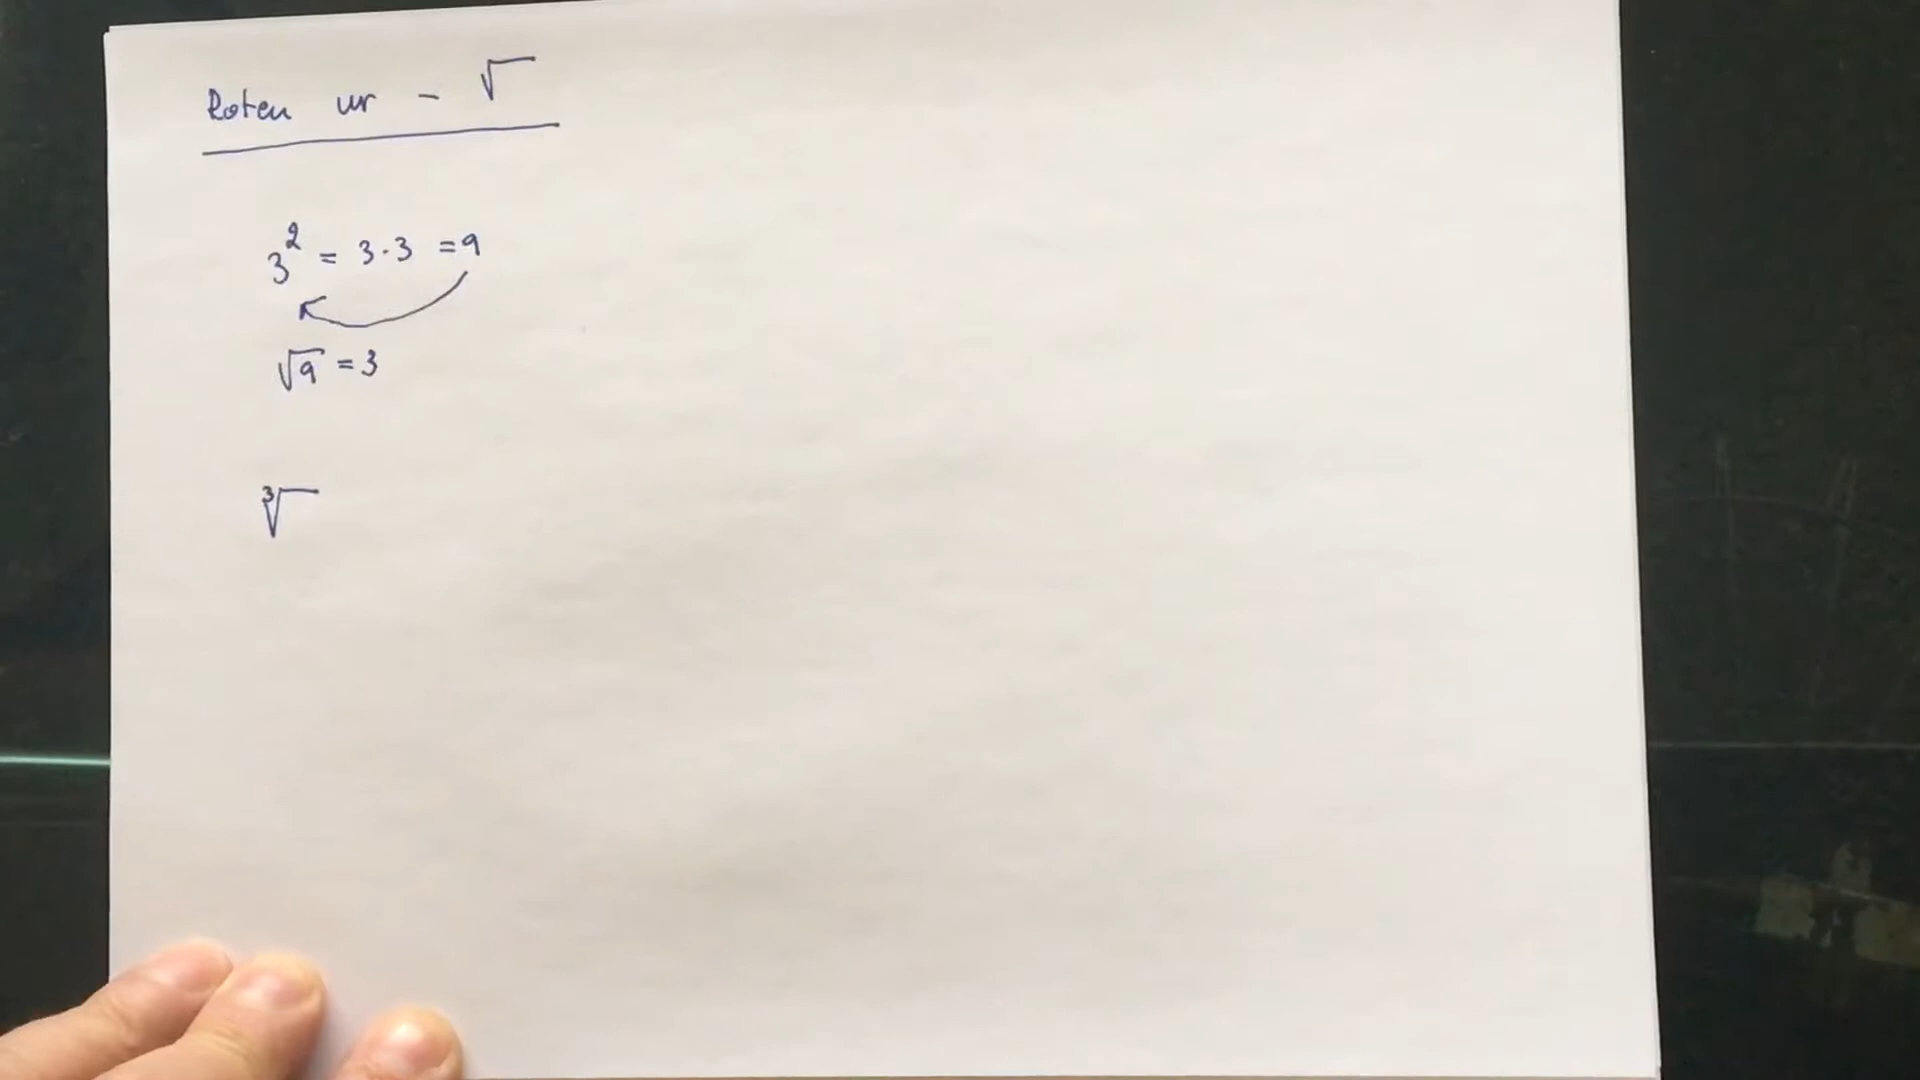 Roten ur - √
3² = 3·3 = 9
√9 = 3
∛